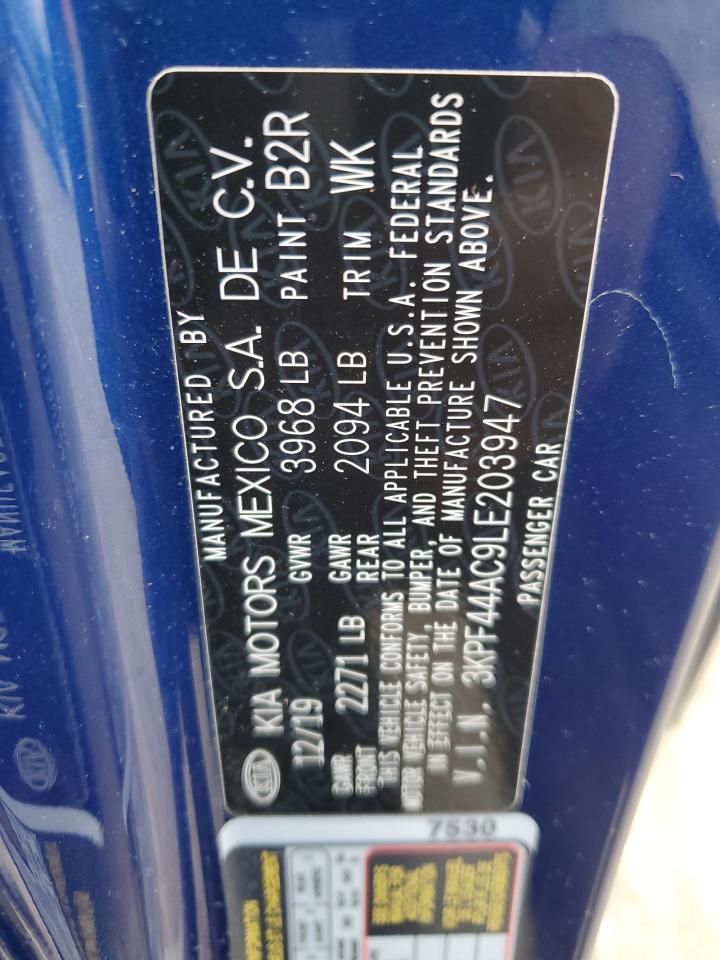 MANUFACTURED BY
KIA KIA MOTORS MEXICO S.A. DE C.V.
12/19 GVWR 3968 LB PAINT B2R
GAWR FRONT 2271 LB GAWR REAR 2094 LB TRIM WK
THIS VEHICLE CONFORMS TO ALL APPLICABLE U.S.A. FEDERAL
MOTOR VEHICLE SAFETY, BUMPER, AND THEFT PREVENTION STANDARDS
IN EFFECT ON THE DATE OF MANUFACTURE SHOWN ABOVE.
V.I.N. 3KPF44AC9LE203947
PASSENGER CAR
7530